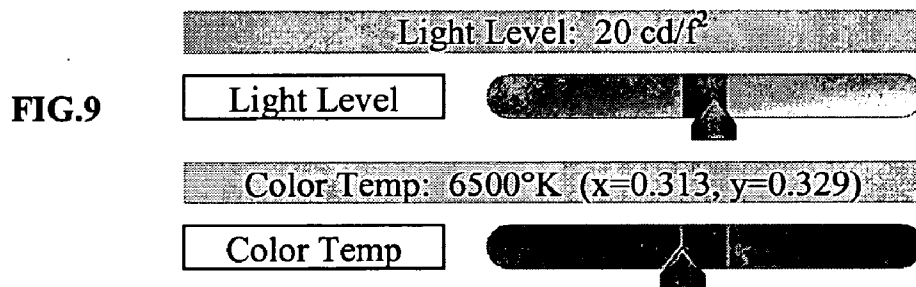 Light Level: 20 cd/f²
FIG.9
Light Level
Color Temp: 6500°K (x=0.313, y=0.329)
Color Temp